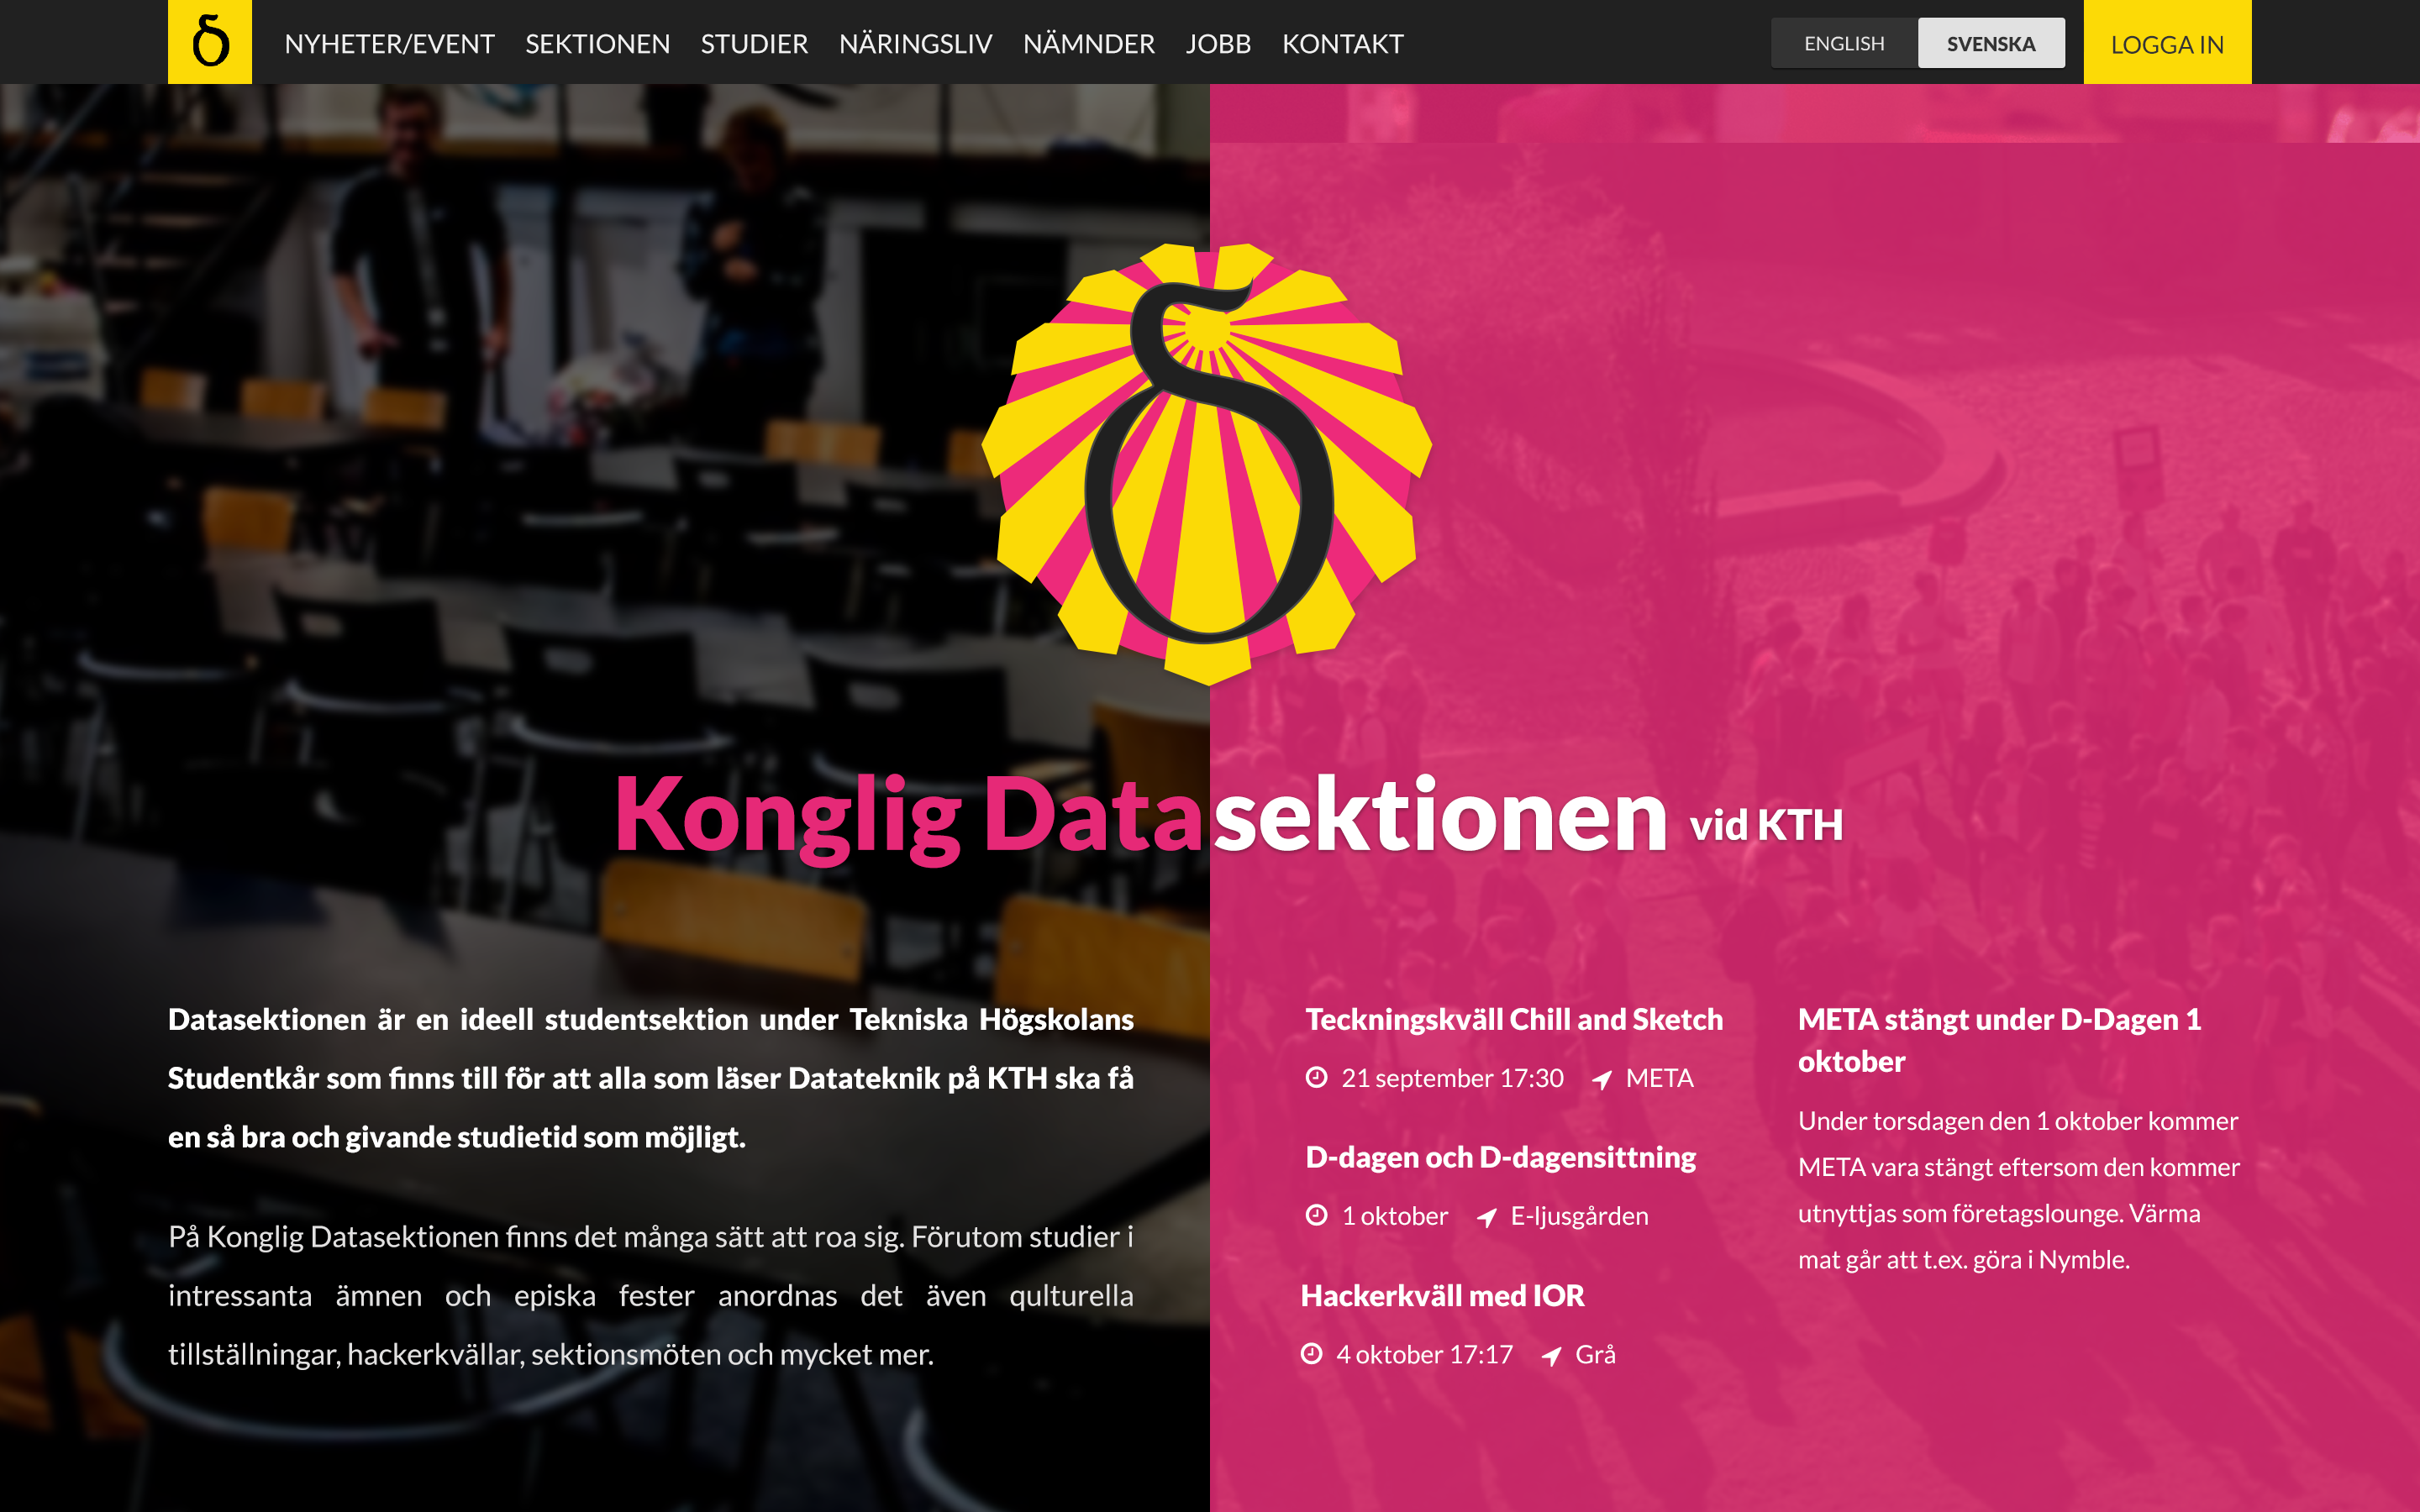 δ
NYHETER/EVENT SEKTIONEN STUDIER NÄRINGSLIV NÄMNDER JOBB KONTAKT
ENGLISH SVENSKA LOGGA IN
δ
Konglig Datasektionen vid KTH
Datasektionen är en ideell studentsektion under Tekniska Högskolans
Studentkår som finns till för att alla som läser Datateknik på KTH ska få
en så bra och givande studietid som möjligt.
På Konglig Datasektionen finns det många sätt att roa sig. Förutom studier i
intressanta ämnen och episka fester anordnas det även qulturella
tillställningar, hackerkvällar, sektionsmöten och mycket mer.
Teckningskväll Chill and Sketch
21 september 17:30 META
D-dagen och D-dagensittning
1 oktober E-ljusgården
Hackerkväll med IOR
4 oktober 17:17 Grå
META stängt under D-Dagen 1
oktober
Under torsdagen den 1 oktober kommer
META vara stängt eftersom den kommer
utnyttjas som företagslounge. Värma
mat går att t.ex. göra i Nymble.